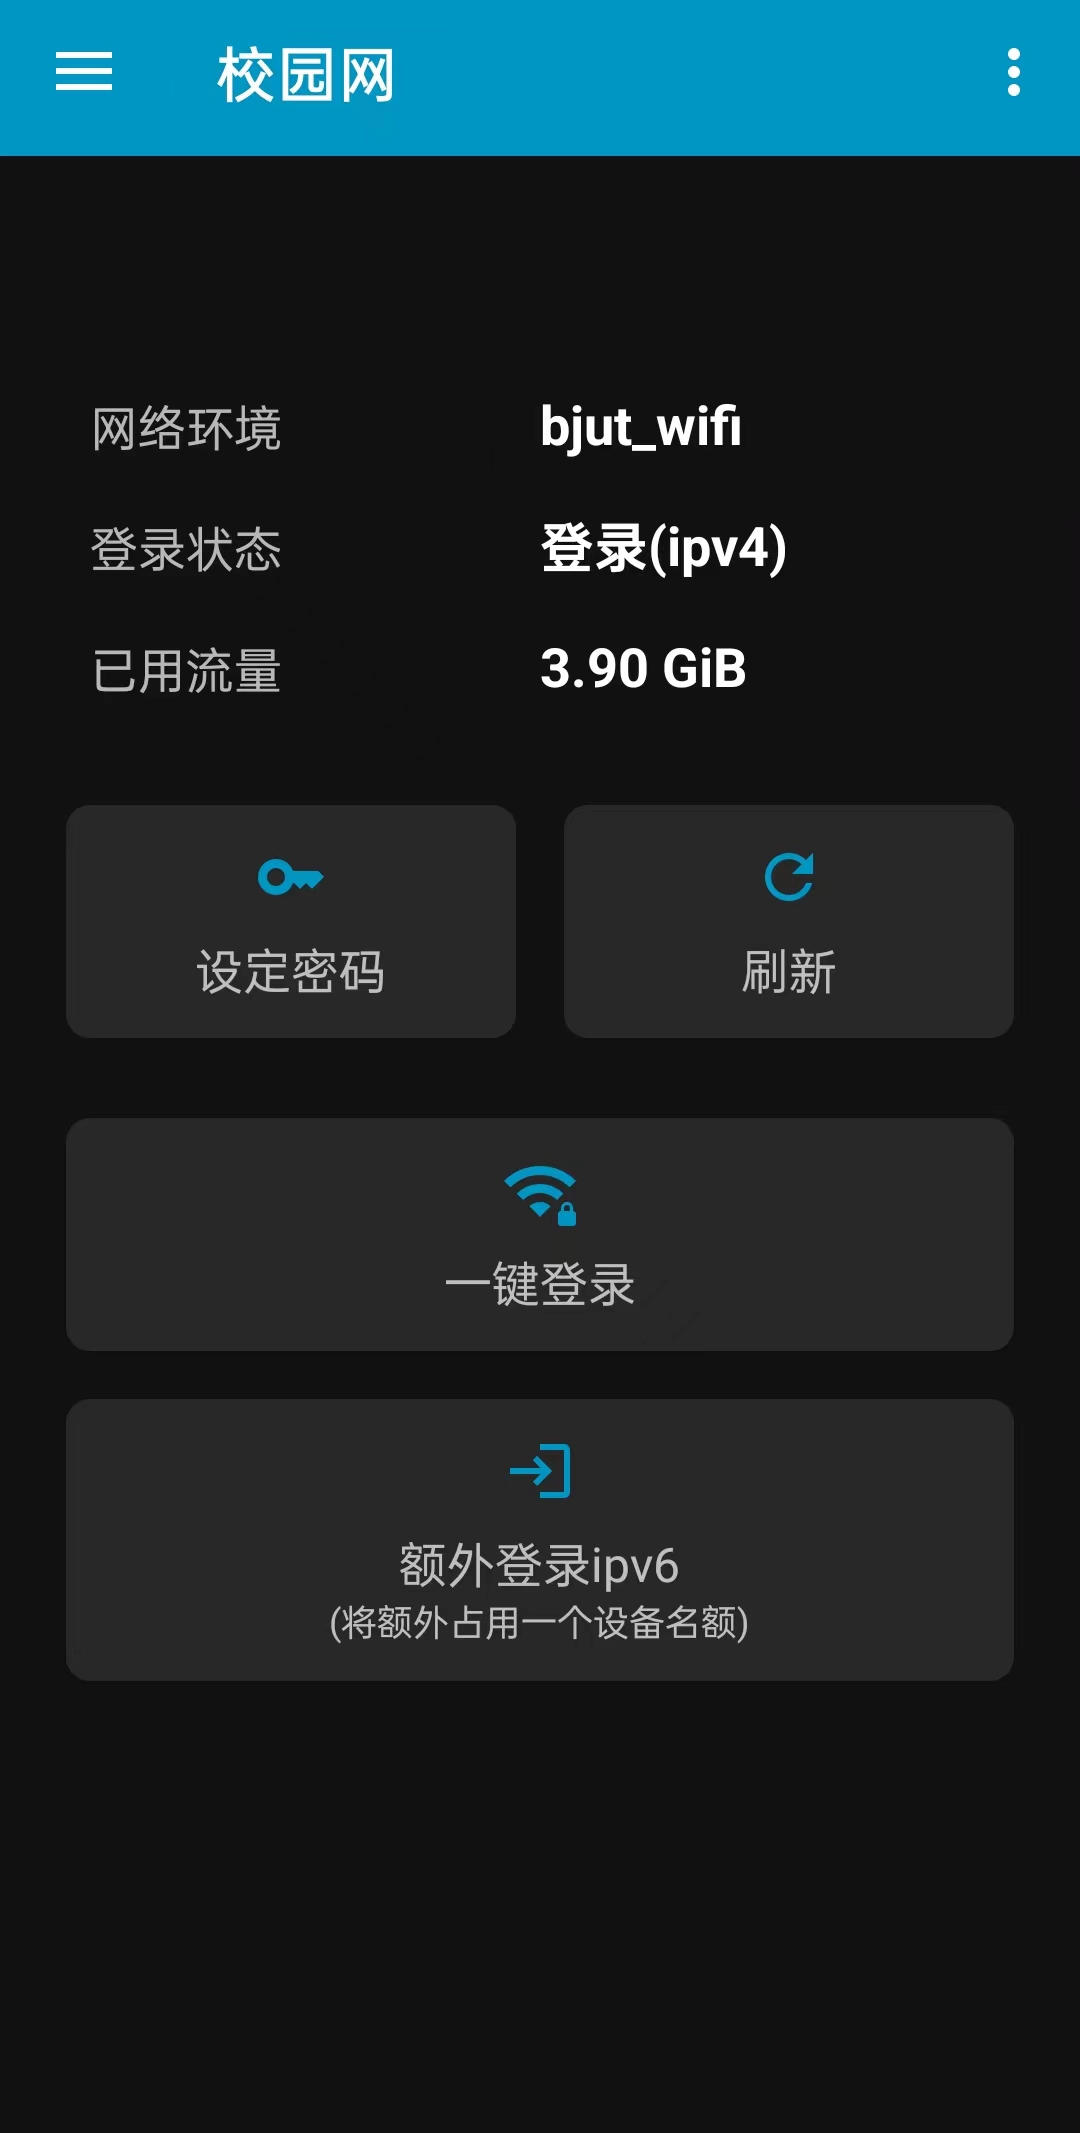 校园网
网络环境 bjut_wifi
登录状态 登录(ipv4)
已用流量 3.90 GiB
设定密码 刷新
一键登录
额外登录ipv6
(将额外占用一个设备名额)